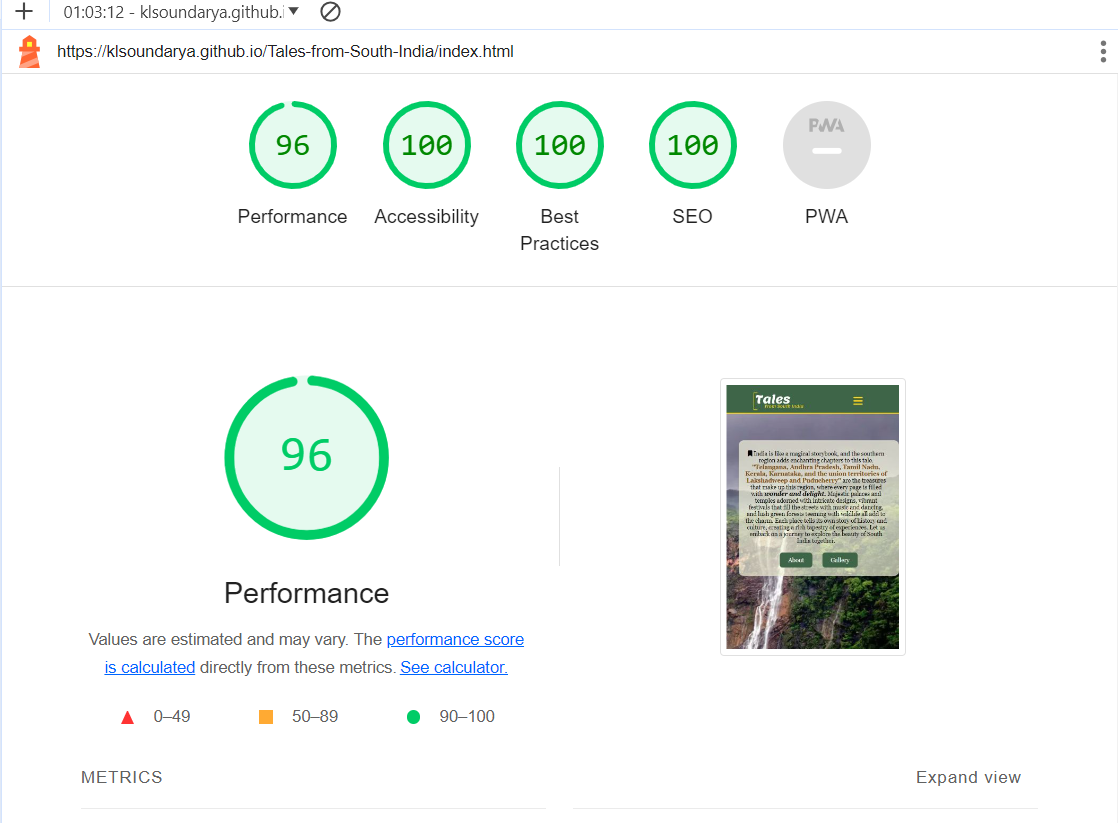 01:03:12 - klsoundarya.github.i
https://klsoundarya.github.io/Tales-from-South-India/index.html
96
100
100
100
PWA
Performance
Accessibility
Best
Practices
SEO
PWA
96
Performance
Values are estimated and may vary. The performance score
is calculated directly from these metrics. See calculator.
0–49
50–89
90–100
Tales
FROM SOUTH INDIA
India is like a magical storybook, and the southern
region adds enchanting chapters to this tale.
"Telangana, Andhra Pradesh, Tamil Nadu,
Kerala, Karnataka, and the union territories of
Lakshadweep and Puducherry" are the treasures
that make up this region, where every page is filled
with wonder and delight. Majestic palaces and
temples adorned with intricate designs, vibrant
festivals that fill the streets with music and dancing,
and lush green forests teeming with wildlife all add to
the charm. Each place tells its own story of history and
culture, creating a rich tapestry of experiences. Let us
embark on a journey to explore the beauty of South
India together.
About
Gallery
METRICS
Expand view